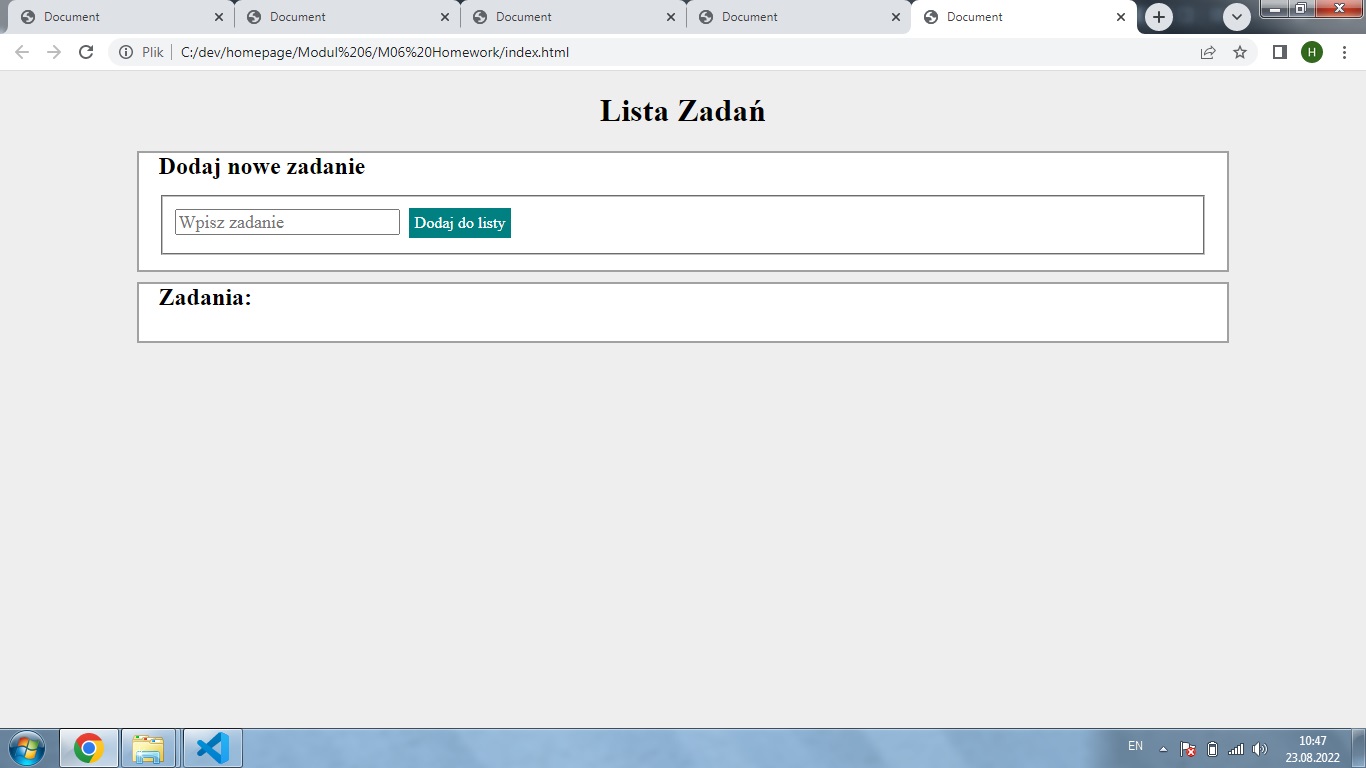 Document
Document
Document
Document
Document
Plik
C:/dev/homepage/Modul%206/M06%20Homework/index.html
H
Lista Zadań
Dodaj nowe zadanie
Wpisz zadanie
Dodaj do listy
Zadania:
EN
10:47
23.08.2022